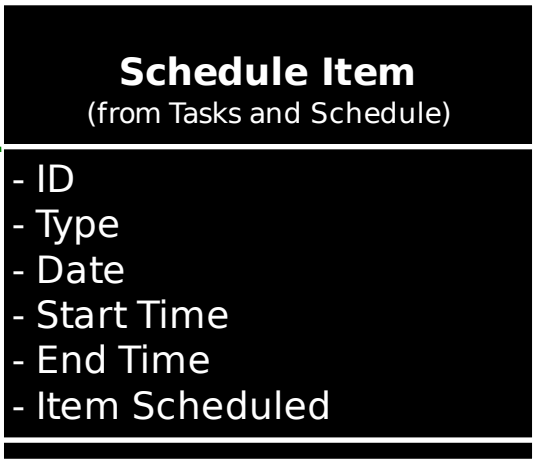 Schedule Item
(from Tasks and Schedule)
- ID
- Type
- Date
- Start Time
- End Time
- Item Scheduled